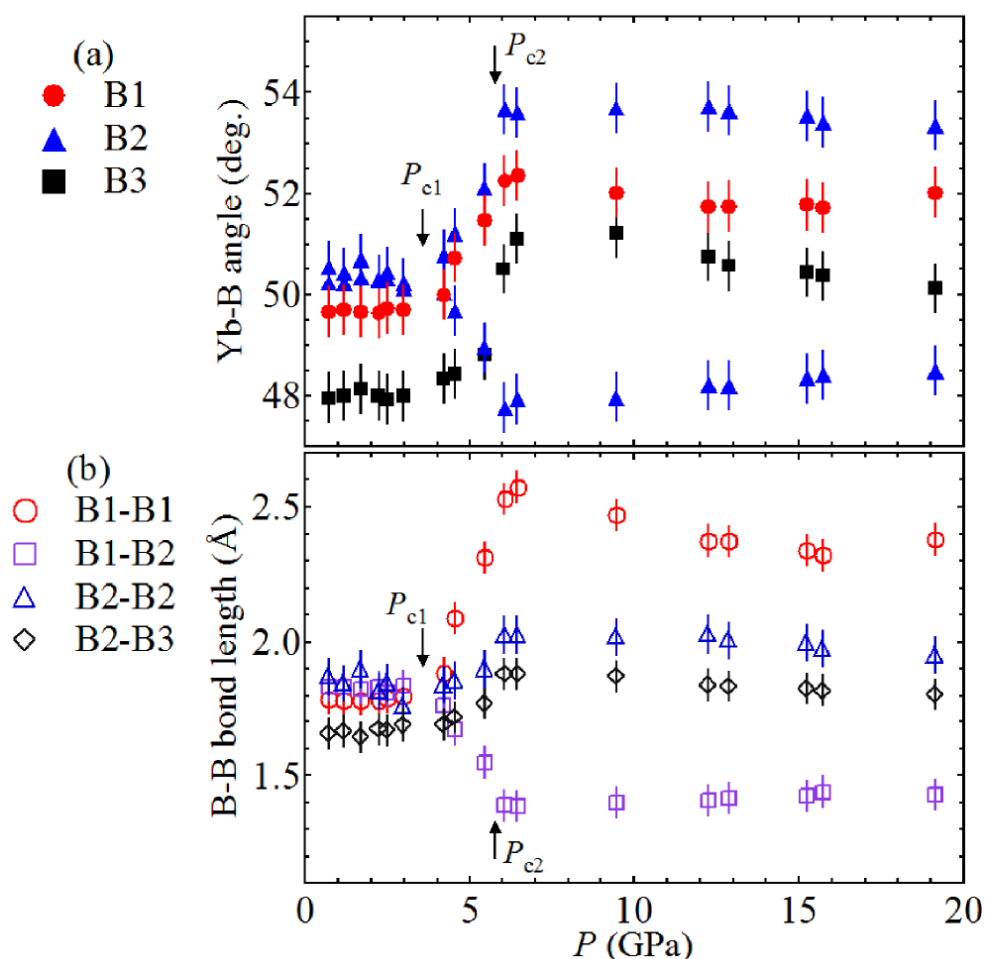 (a)
B1
B2
B3
Yb-B angle (deg.)
54
52
50
48
Pc1
Pc2
(b)
B1-B1
B1-B2
B2-B2
B2-B3
B-B bond length (Å)
2.5
2.0
1.5
Pc1
Pc2
0 5 10 15 20
P (GPa)